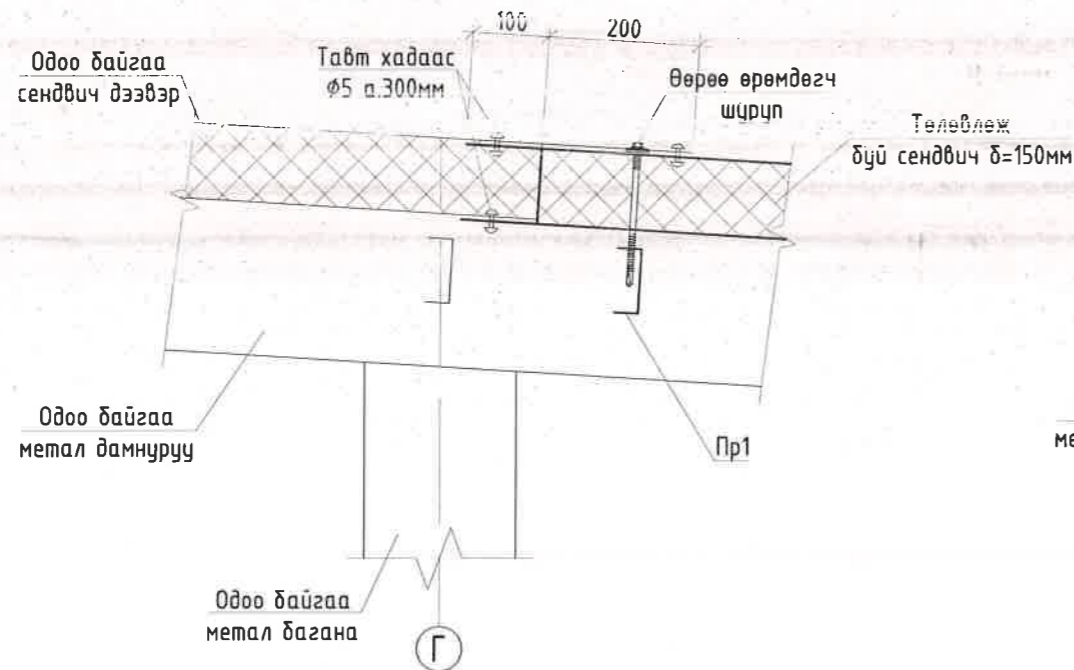 100
200
Одоо байгаа
сендвич дээвэр
Тавт хадаас
ф5 а.300мм
Өөрөө өрөмдөгч
шуруп
Төлөвлөж
буй сендвич δ=150мм
Одоо байгаа
метал дамнуруу
Пр1
ме
Одоо байгаа
метал багана
Г